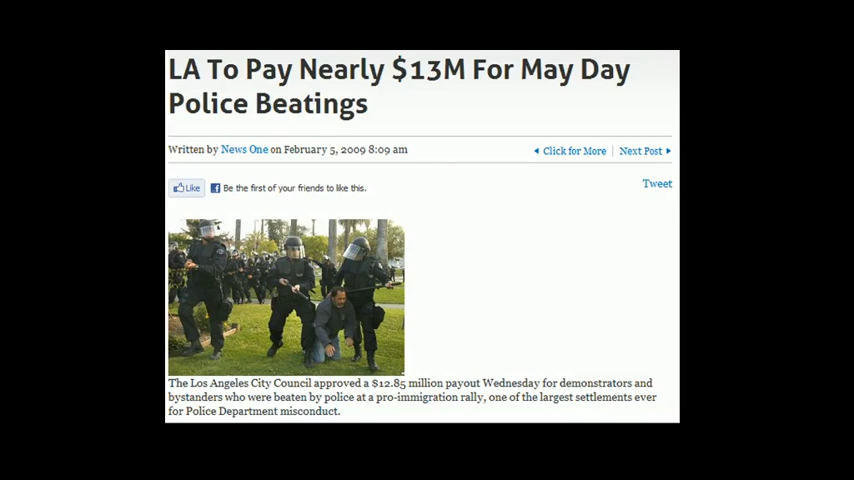 LA To Pay Nearly $13M For May Day
Police Beatings
Written by News One on February 5, 2009 8:09 am
Click for More | Next Post
Like Be the first of your friends to like this.
Tweet
The Los Angeles City Council approved a $12.85 million payout Wednesday for demonstrators and
bystanders who were beaten by police at a pro-immigration rally, one of the largest settlements ever
for Police Department misconduct.